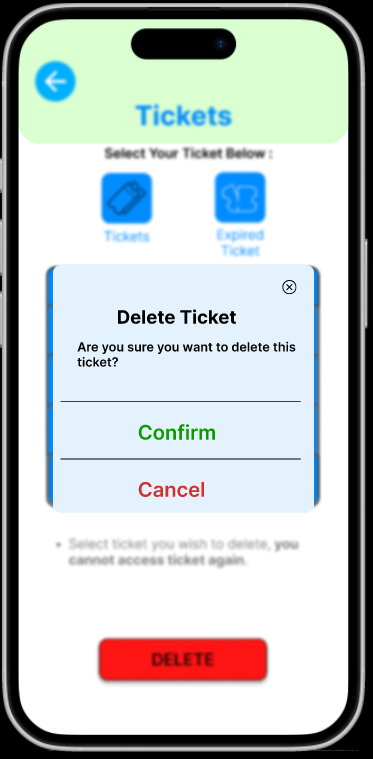 Tickets
Select Your Ticket Below :
Tickets
Expired
Ticket
Delete Ticket
Are you sure you want to delete this
ticket?
Confirm
Cancel
• Select ticket you wish to delete, you
cannot access ticket again.
DELETE